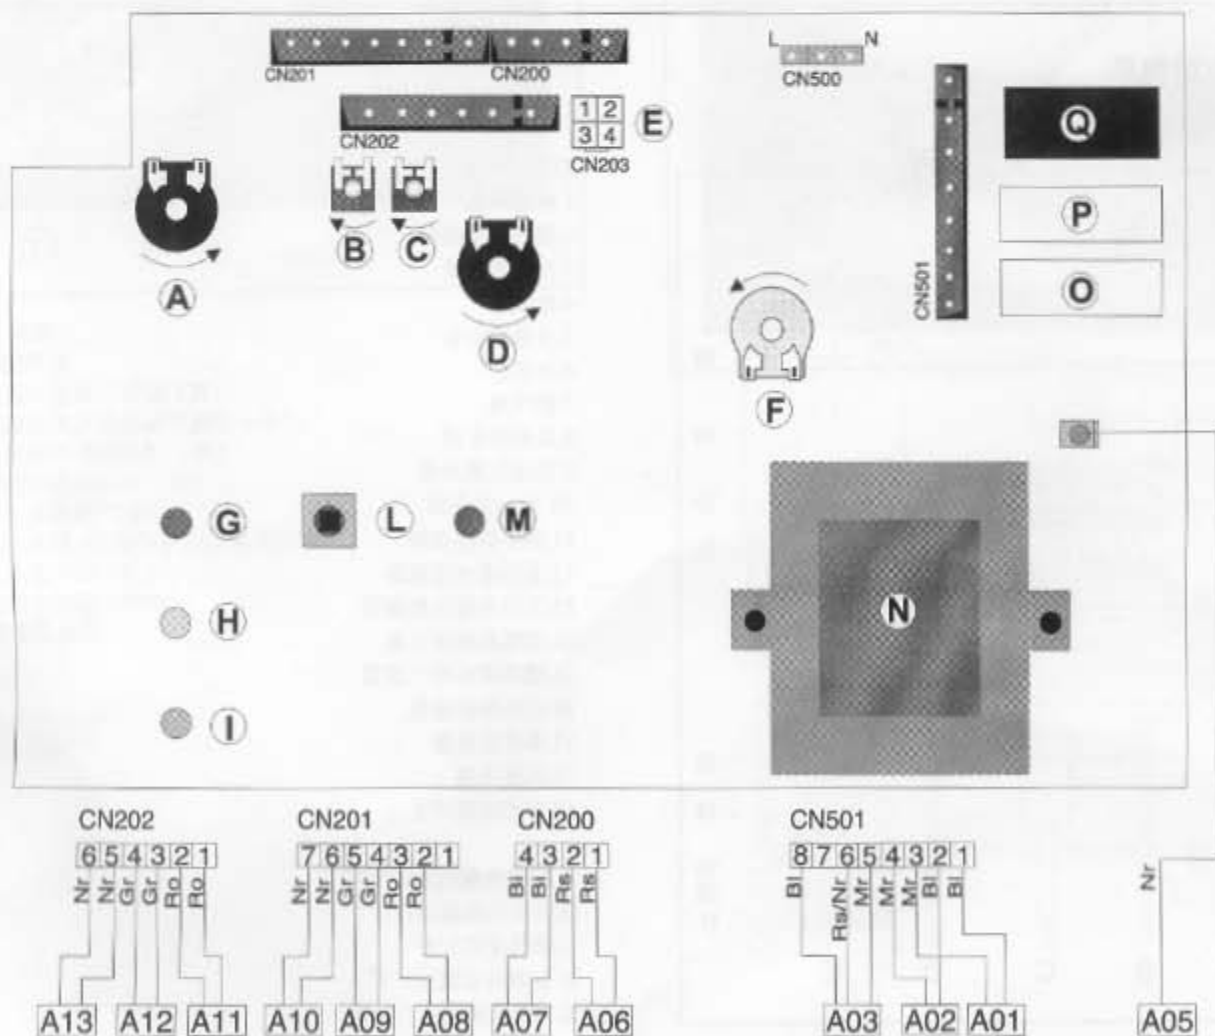 L N
CN201 CN200 CN500
1 2 E Q
CN202 3 4
CN203
P
B C CN501
A O
D
F
G L M
H N
I
CN202 CN201 CN200 CN501
6 5 4 3 2 1 7 6 5 4 3 2 1 4 3 2 1 8 7 6 5 4 3 2 1
Nr Nr Gr Gr Ro Ro Nr Nr Gr Gr Ro Ro Bl Bl Rs Rs Bl Rs/Nr Mr Mr Mr Bl Bl Nr
A13 A12 A11 A10 A09 A08 A07 A06 A03 A02 A01 A05